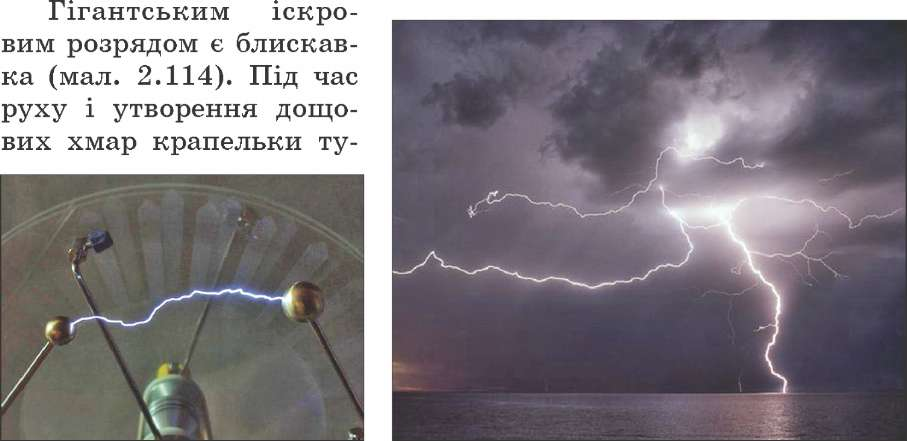 Гігантським іскро-
вим розрядом є блискав-
ка (мал. 2.114). Під час
руху і утворення дощо-
вих хмар крапельки ту-